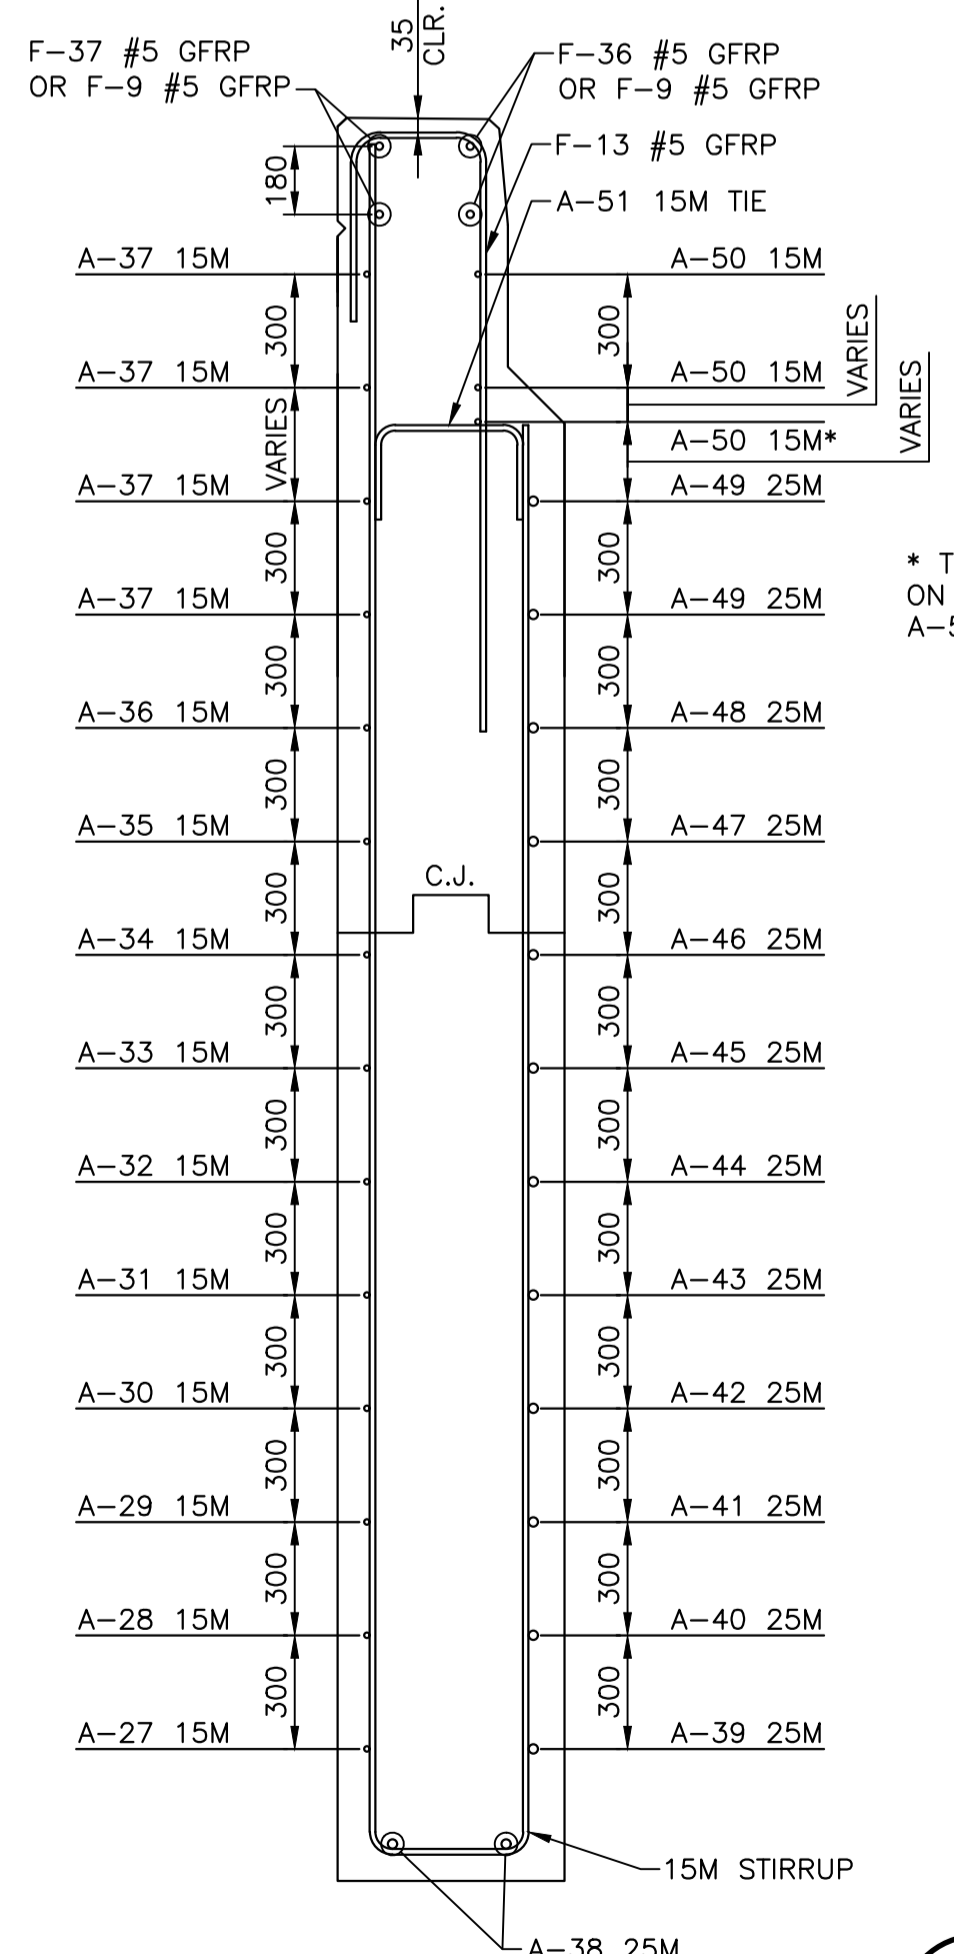 35
CLR.
F-37 #5 GFRP
OR F-9 #5 GFRP
F-36 #5 GFRP
OR F-9 #5 GFRP
F-13 #5 GFRP
A-51 15M TIE
180
A-37 15M
A-50 15M
300
300
VARIES
A-37 15M
A-50 15M
VARIES
VARIES
A-50 15M*
A-37 15M
A-49 25M
300
300
* T
ON
A-5
A-37 15M
A-49 25M
300
300
A-36 15M
A-48 25M
300
300
A-35 15M
A-47 25M
C.J.
300
300
A-34 15M
A-46 25M
300
300
A-33 15M
A-45 25M
300
300
A-32 15M
A-44 25M
300
300
A-31 15M
A-43 25M
300
300
A-30 15M
A-42 25M
300
300
A-29 15M
A-41 25M
300
300
A-28 15M
A-40 25M
300
300
A-27 15M
A-39 25M
15M STIRRUP
A-38 25M